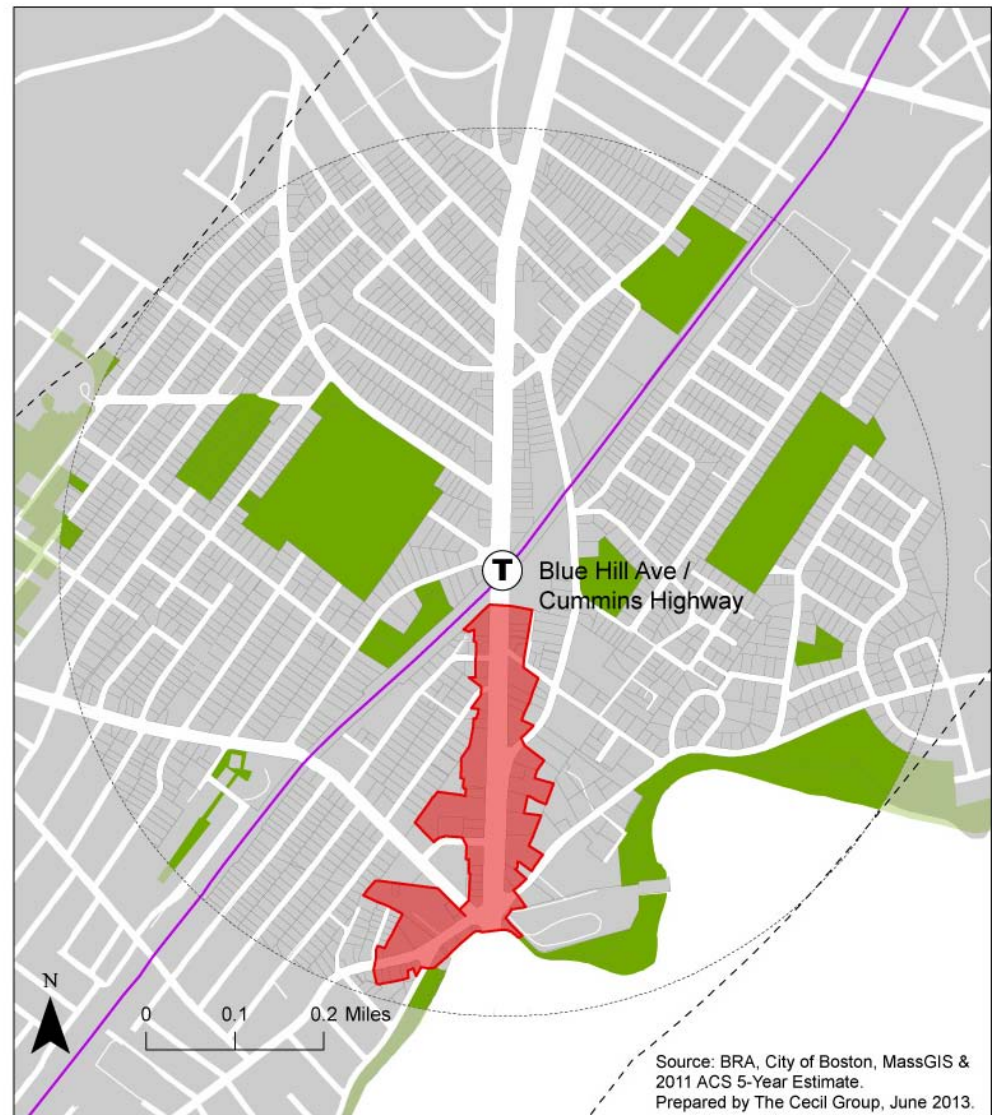 T
Blue Hill Ave /
Cummins Highway
N
0 0.1 0.2 Miles
Source: BRA, City of Boston, MassGIS &
2011 ACS 5-Year Estimate.
Prepared by The Cecil Group, June 2013.